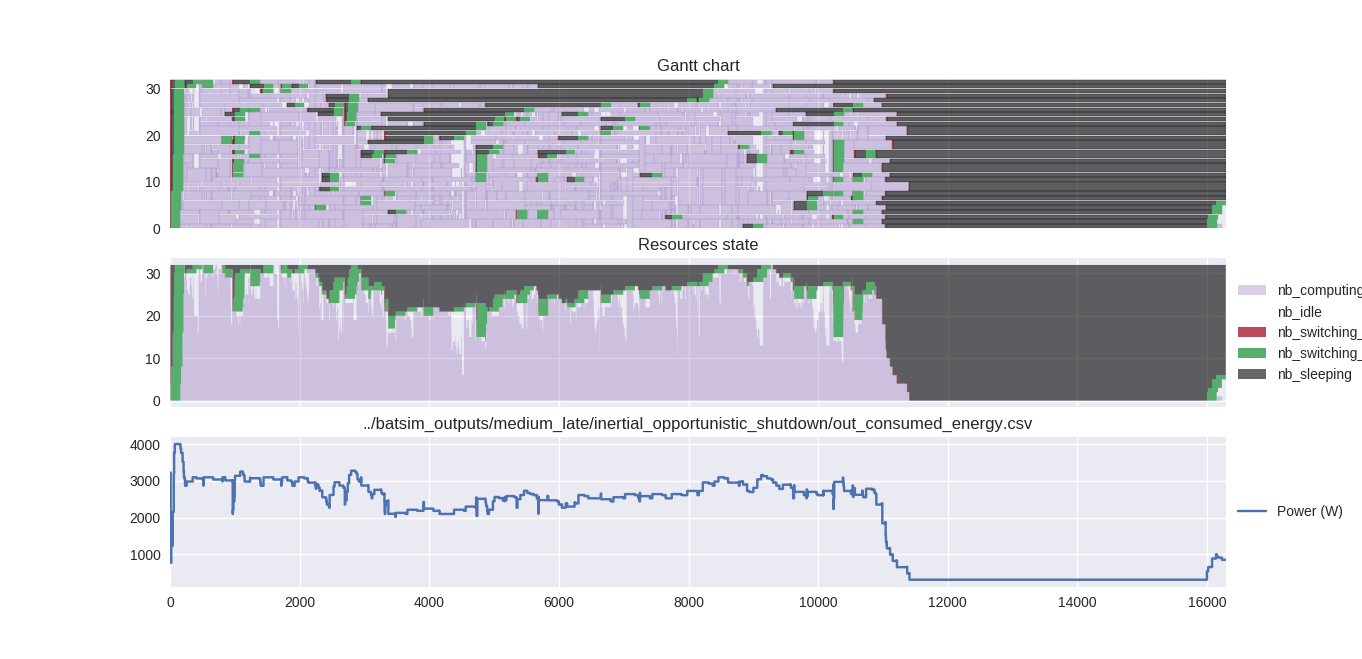 Gantt chart
30
20
10
0
Resources state
30
20
10
0
nb_computing
nb_idle
nb_switching_
nb_switching_
nb_sleeping
../batsim_outputs/medium_late/inertial_opportunistic_shutdown/out_consumed_energy.csv
4000
3000
2000
1000
Power (W)
0 2000 4000 6000 8000 10000 12000 14000 16000